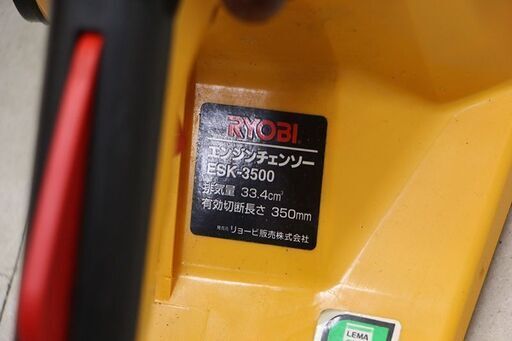 RYOBI
エンジンチェンソー
ESK-3500
排気量 33.4cm³
有効切断長さ 350mm
発売元 リョービ販売株式会社
LEMA